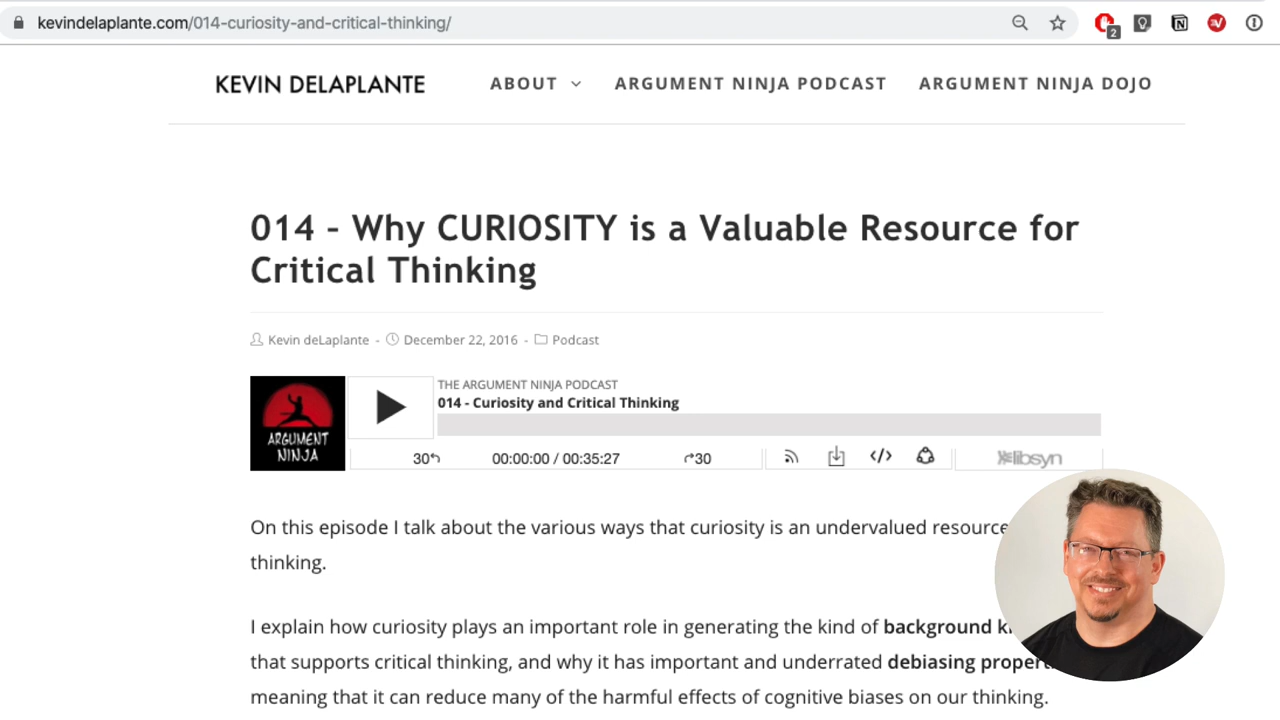 kevindelaplante.com/014-curiosity-and-critical-thinking/
2
KEVIN DELAPLANTE
ABOUT
ARGUMENT NINJA PODCAST
ARGUMENT NINJA DOJO
014 - Why CURIOSITY is a Valuable Resource for
Critical Thinking
Kevin deLaplante - December 22, 2016 - Podcast
ARGUMENT
NINJA
THE ARGUMENT NINJA PODCAST
014 - Curiosity and Critical Thinking
30 00:00:00 / 00:35:27 30
libsyn
On this episode I talk about the various ways that curiosity is an undervalued resource
thinking.
I explain how curiosity plays an important role in generating the kind of background
that supports critical thinking, and why it has important and underrated debiasing
meaning that it can reduce many of the harmful effects of cognitive biases on our thinking.